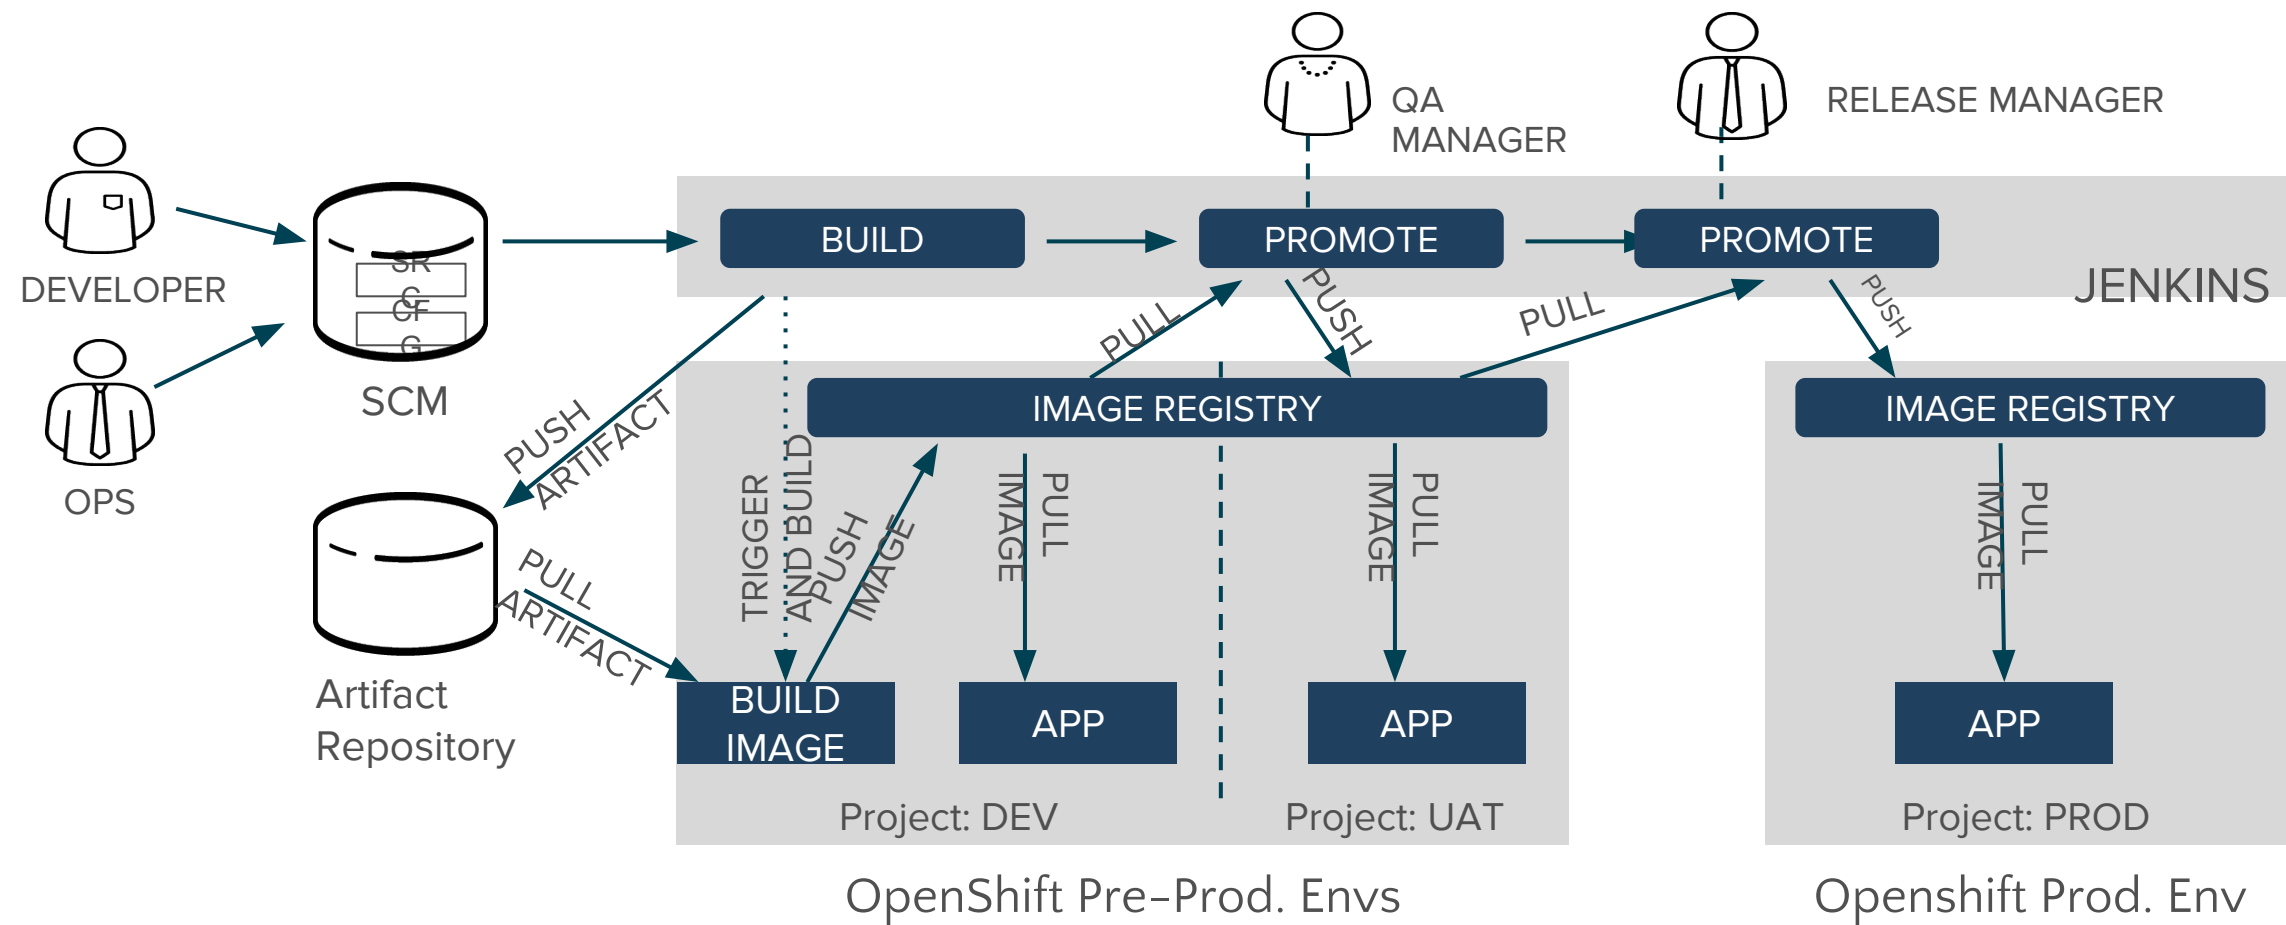 QA
MANAGER
RELEASE MANAGER
DEVELOPER
OPS
SR
C
CF
G
SCM
BUILD
PROMOTE
PROMOTE
JENKINS
PUSH
ARTIFACT
PULL
PUSH
PULL
PUSH
IMAGE REGISTRY
IMAGE REGISTRY
TRIGGER
AND BUILD
PUSH
IMAGE
PULL
IMAGE
PULL
IMAGE
PULL
IMAGE
PULL
ARTIFACT
Artifact
Repository
BUILD
IMAGE
APP
APP
APP
Project: DEV
Project: UAT
Project: PROD
OpenShift Pre-Prod. Envs
Openshift Prod. Env